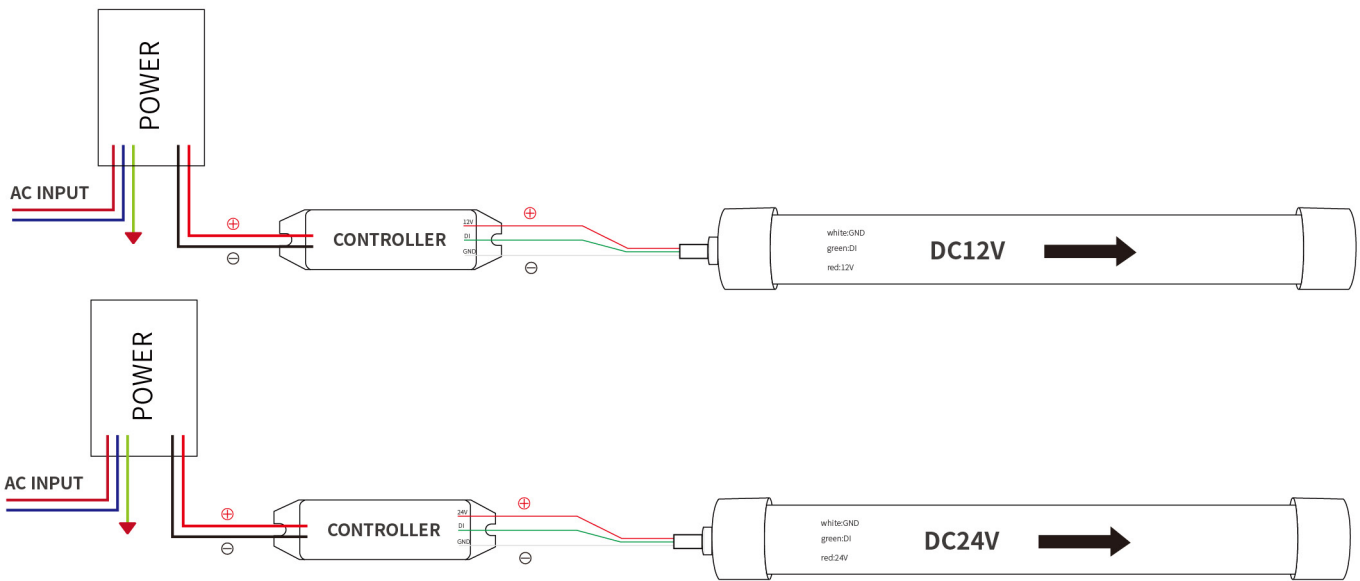 POWER
AC INPUT
CONTROLLER
12V
DI
GND
white:GND
green:DI
red:12V
DC12V
POWER
AC INPUT
CONTROLLER
24V
DI
GND
white:GND
green:DI
red:24V
DC24V